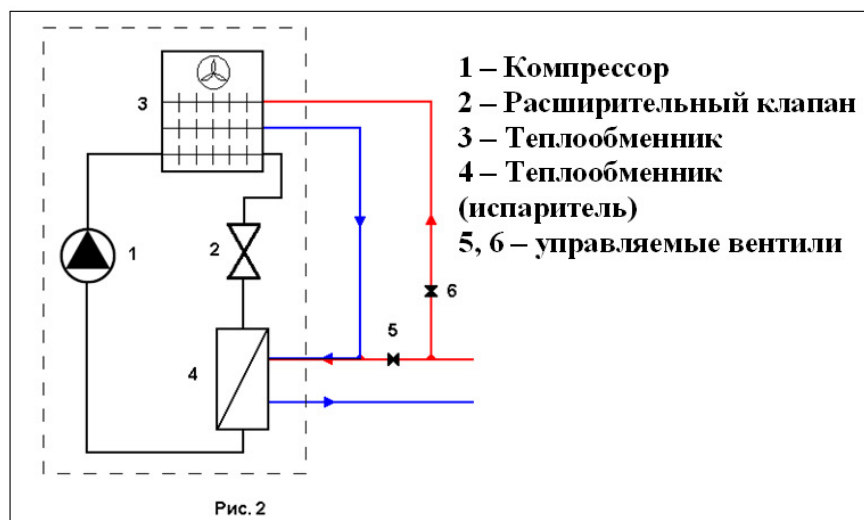 1 – Компрессор
2 – Расширительный клапан
3 – Теплообменник
4 – Теплообменник
(испаритель)
5, 6 – управляемые вентили
3
1
2
6
5
4
Рис. 2